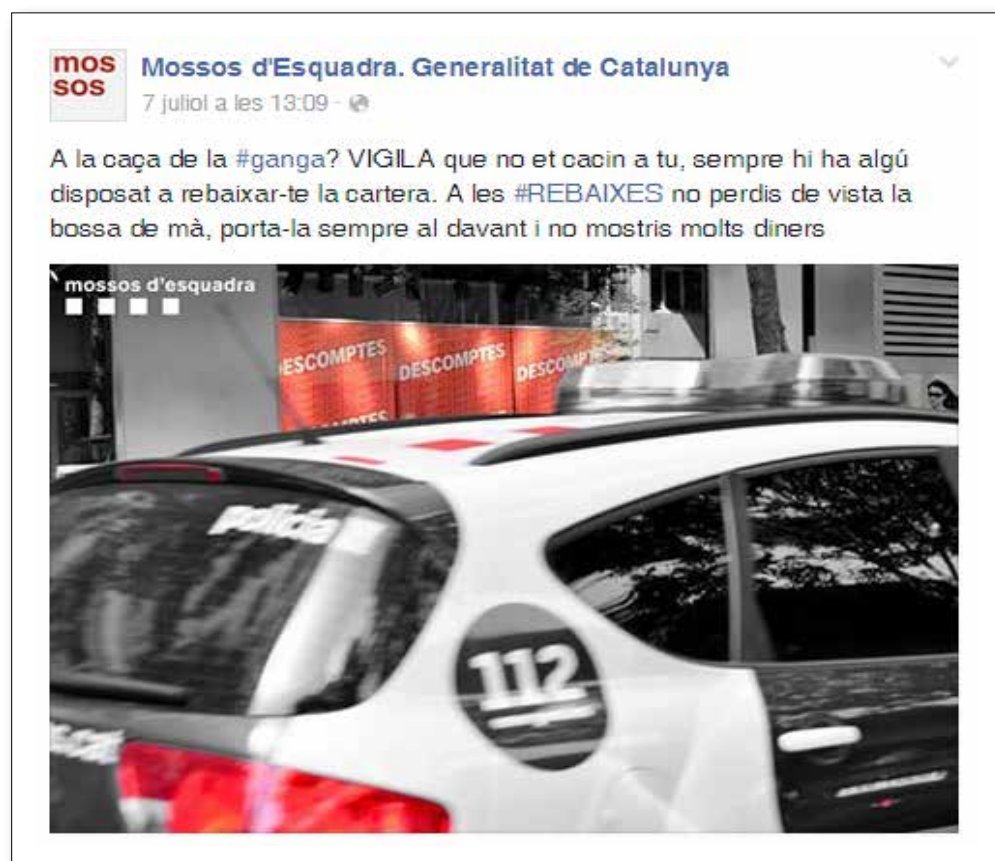 mos
sos
Mossos d'Esquadra. Generalitat de Catalunya
7 juliol a les 13:09 ·
A la caça de la #ganga? VIGILA que no et cacin a tu, sempre hi ha algú
disposat a rebaixar-te la cartera. A les #REBAIXES no perdis de vista la
bossa de mà, porta-la sempre al davant i no mostris molts diners
mossos d'esquadra
DESCOMPTES DESCOMPTES
policia
112